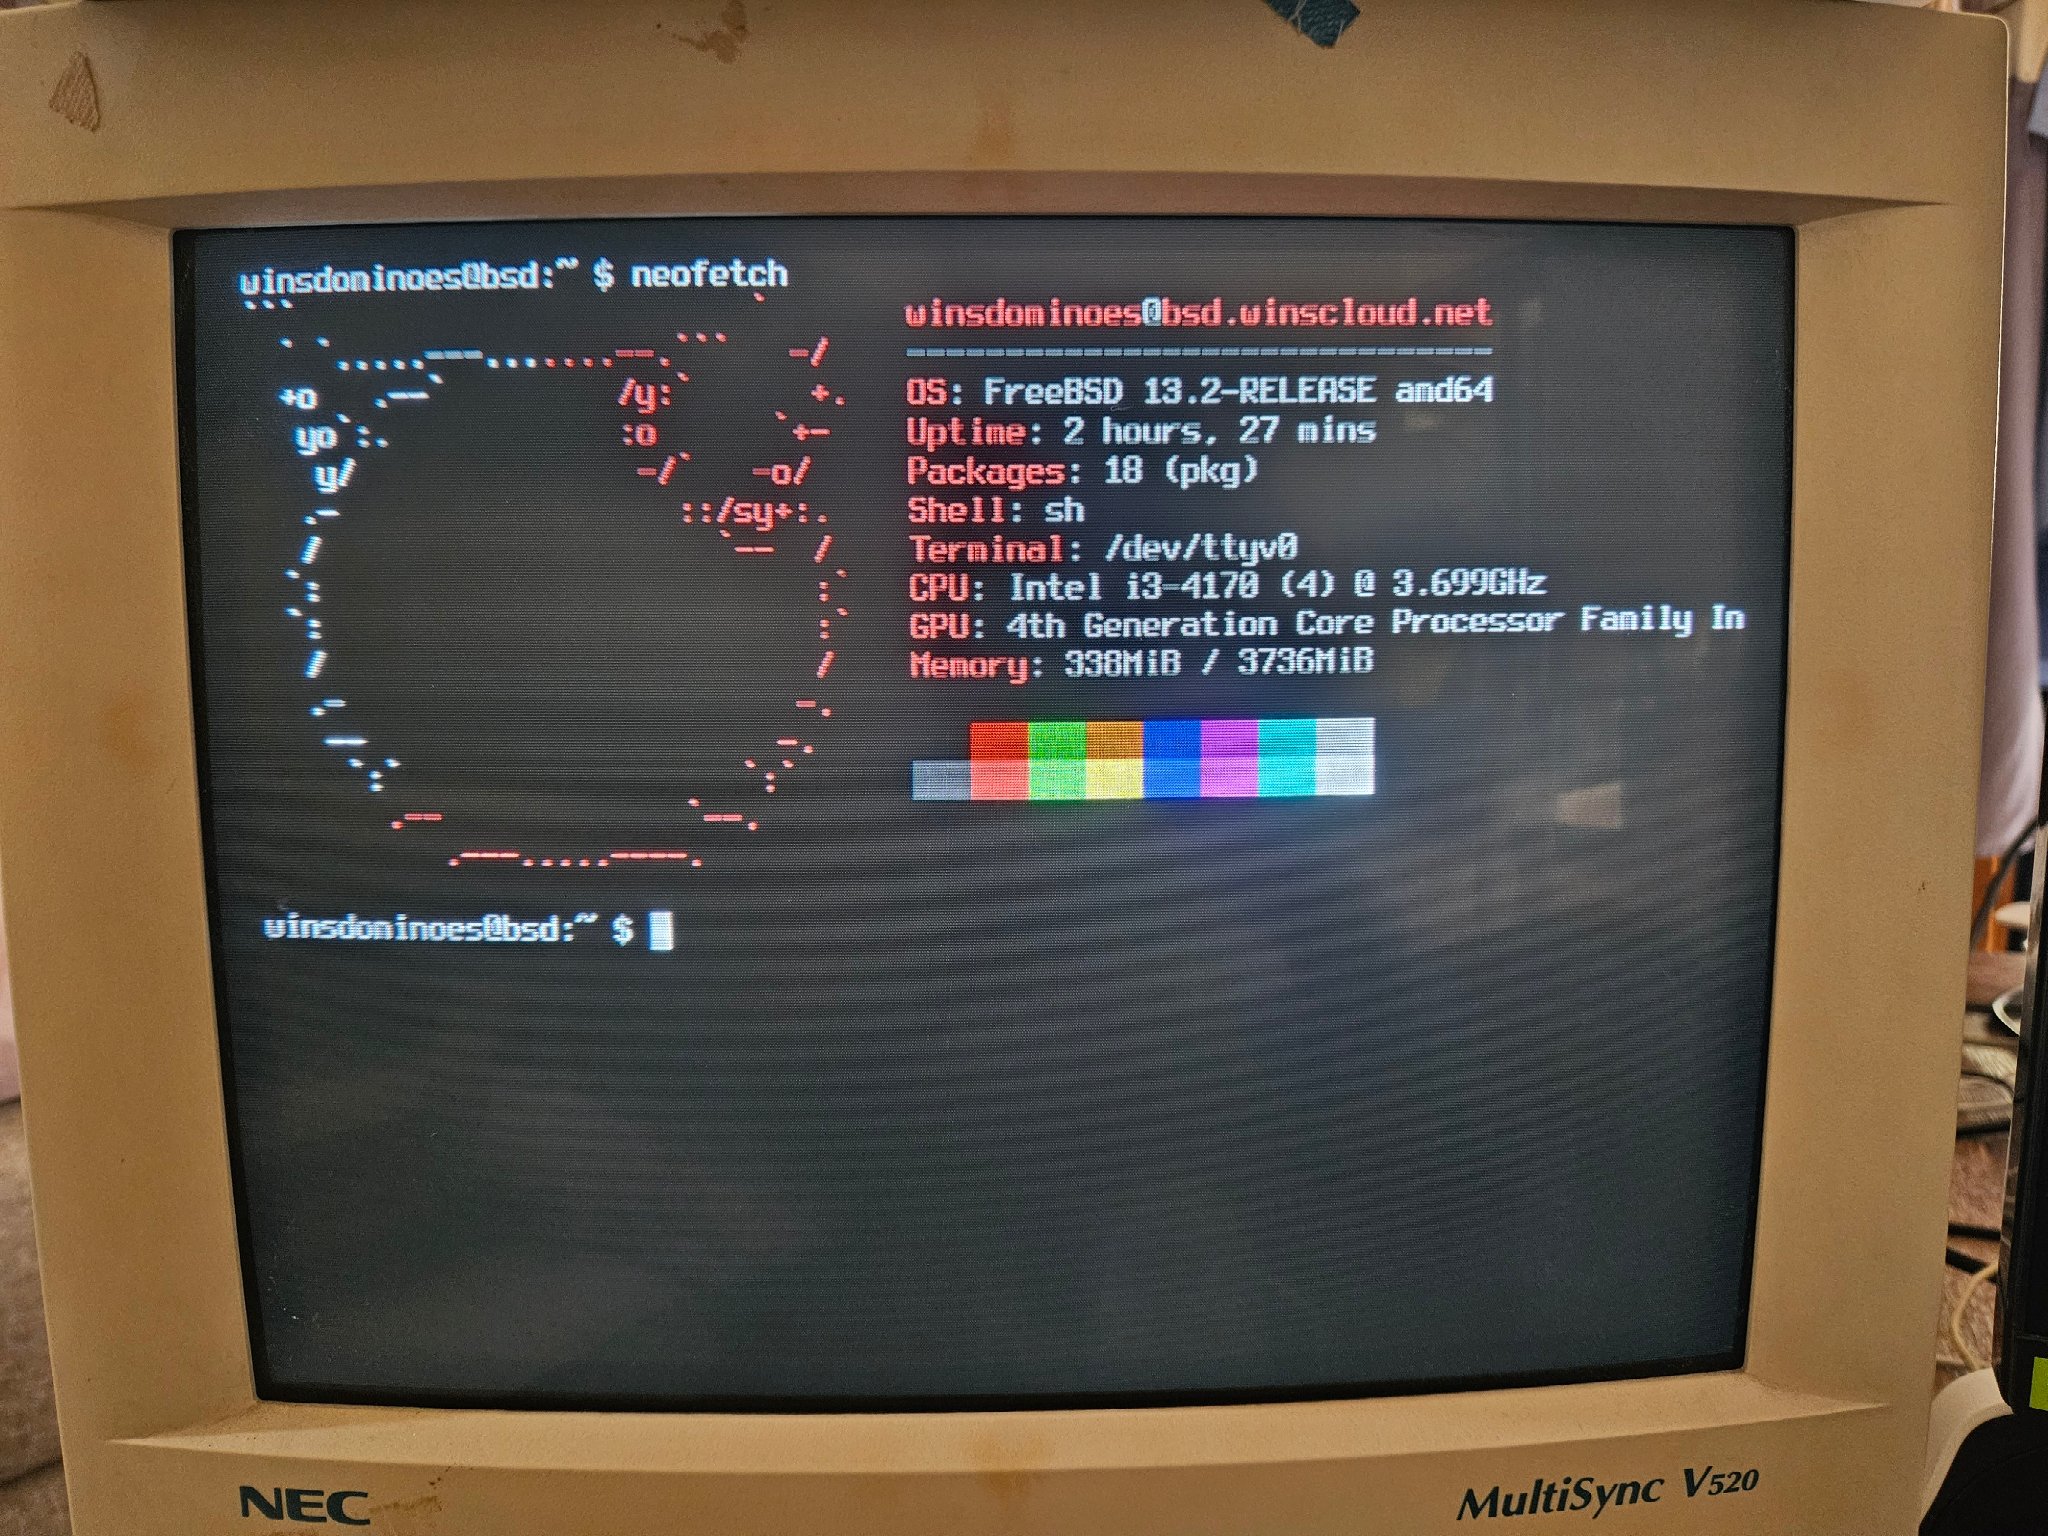 winsdominoes@bsd:~ $ neofetch
```                        `
  ` `.....---.......--.```   -/
  +o   .--`         /y:`      +.
   yo`:.            :o      `+-
    y/               -/`   -o/
   .-                  ::/sy+:.
   /                     `--  /
  `:                          :`
  `:                          :`
   /                          /
   .-                        -.
    --                      -.
     `:`                  `:`
       .--             `--.
          .---.....----.
winsdominoes@bsd.winscloud.net
------------------------------
OS: FreeBSD 13.2-RELEASE amd64
Uptime: 2 hours, 27 mins
Packages: 18 (pkg)
Shell: sh
Terminal: /dev/ttyv0
CPU: Intel i3-4170 (4) @ 3.699GHz
GPU: 4th Generation Core Processor Family In
Memory: 338MiB / 3736MiB
winsdominoes@bsd:~ $
NEC
MultiSync V520